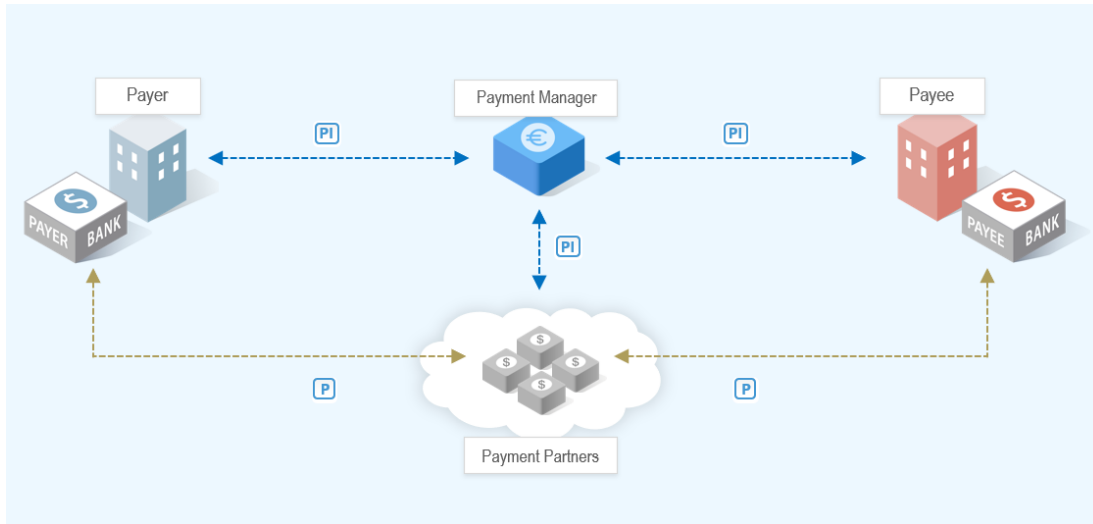 Payer
Payment Manager
Payee
PI
€
PI
$
PAYER BANK
$
PAYEE BANK
PI
$
$
$
$
P
P
Payment Partners